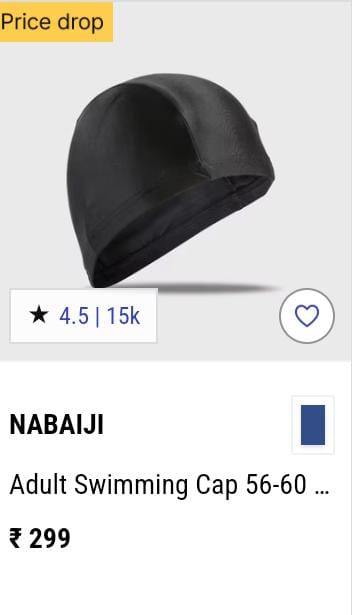 Price drop
★ 4.5 | 15k
NABAIJI
Adult Swimming Cap 56-60 ...
₹ 299